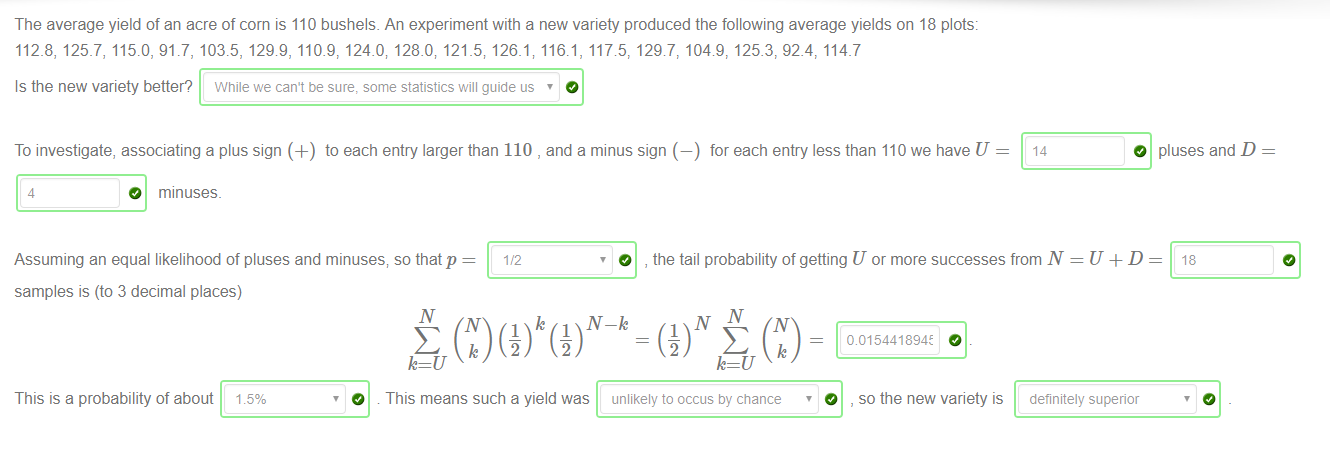 The average yield of an acre of corn is 110 bushels. An experiment with a new variety produced the following average yields on 18 plots:
112.8, 125.7, 115.0, 91.7, 103.5, 129.9, 110.9, 124.0, 128.0, 121.5, 126.1, 116.1, 117.5, 129.7, 104.9, 125.3, 92.4, 114.7
Is the new variety better? While we can't be sure, some statistics will guide us
To investigate, associating a plus sign (+) to each entry larger than 110 , and a minus sign (−) for each entry less than 110 we have U = 14 pluses and D =
4 minuses.
Assuming an equal likelihood of pluses and minuses, so that p = 1/2 , the tail probability of getting U or more successes from N = U + D = 18
samples is (to 3 decimal places)
\sum_{k=U}^{N} \binom{N}{k} (\frac{1}{2})^k (\frac{1}{2})^{N-k} = (\frac{1}{2})^N \sum_{k=U}^{N} \binom{N}{k} = 0.0154418945 .
This is a probability of about 1.5% . This means such a yield was unlikely to occus by chance , so the new variety is definitely superior .